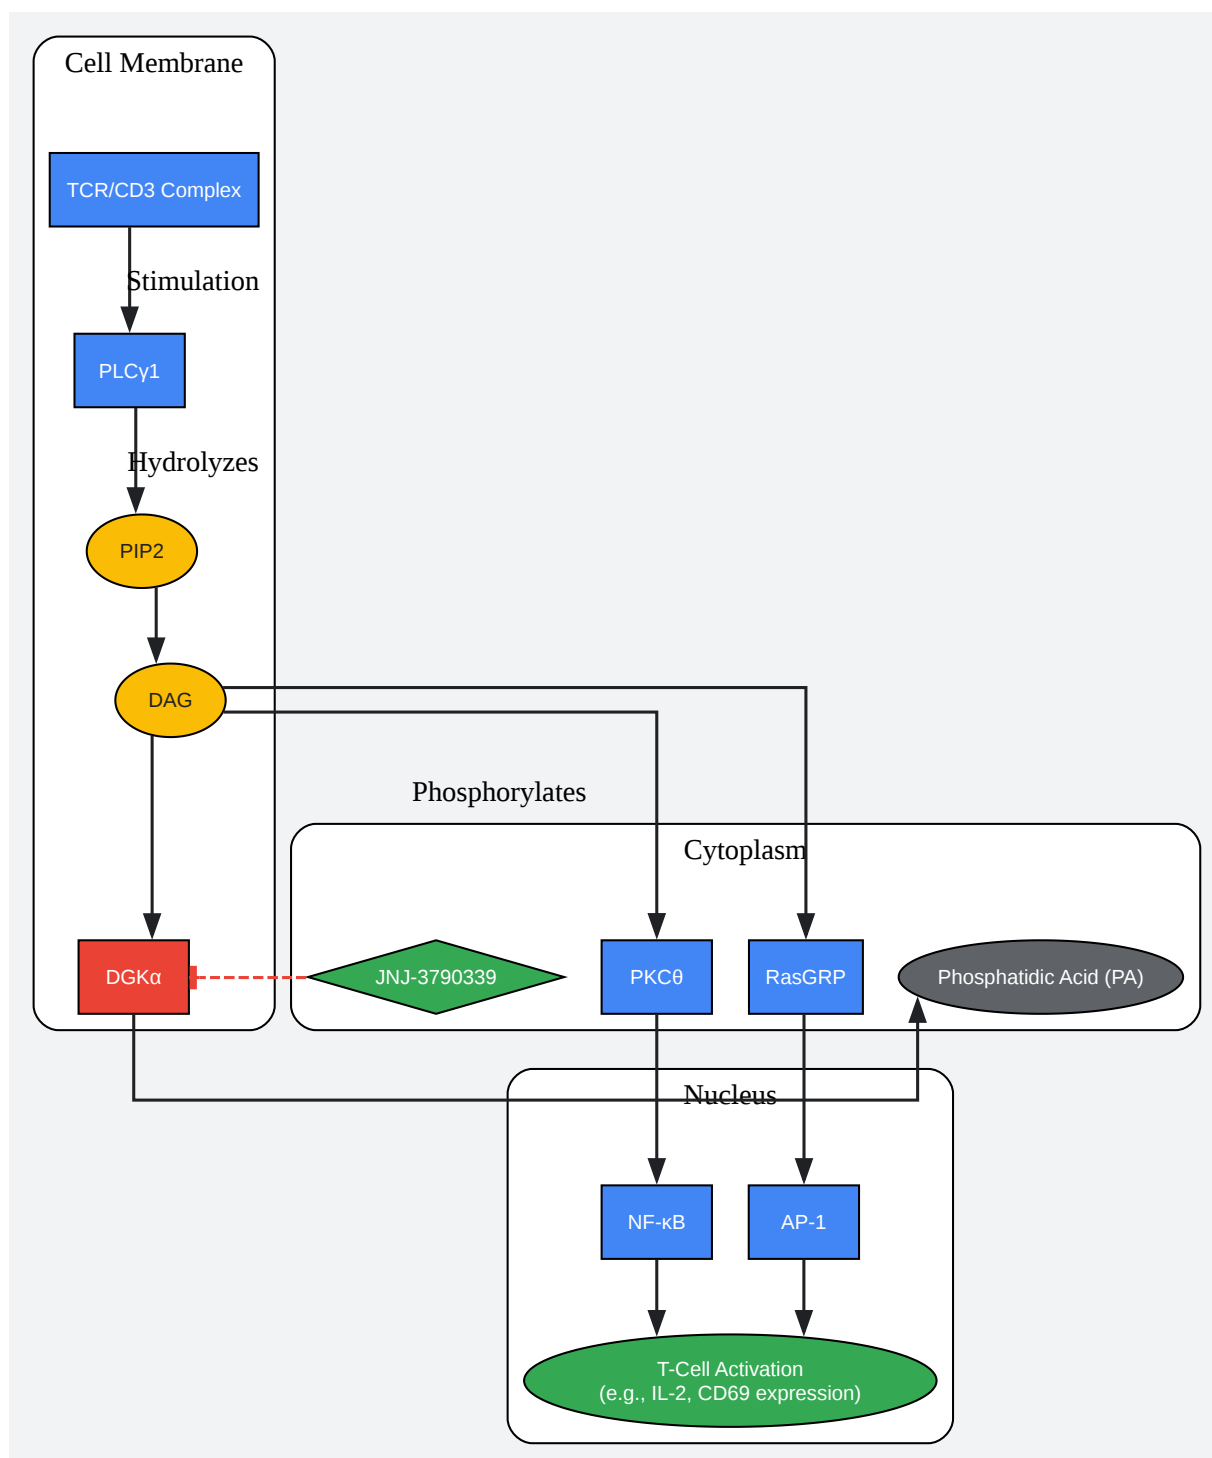 Cell Membrane
TCR/CD3 Complex
Stimulation
PLCγ1
Hydrolyzes
PIP2
DAG
Phosphorylates
Cytoplasm
DGKα
JNJ-3790339
PKCθ
RasGRP
Phosphatidic Acid (PA)
Nucleus
NF-κB
AP-1
T-Cell Activation
(e.g., IL-2, CD69 expression)